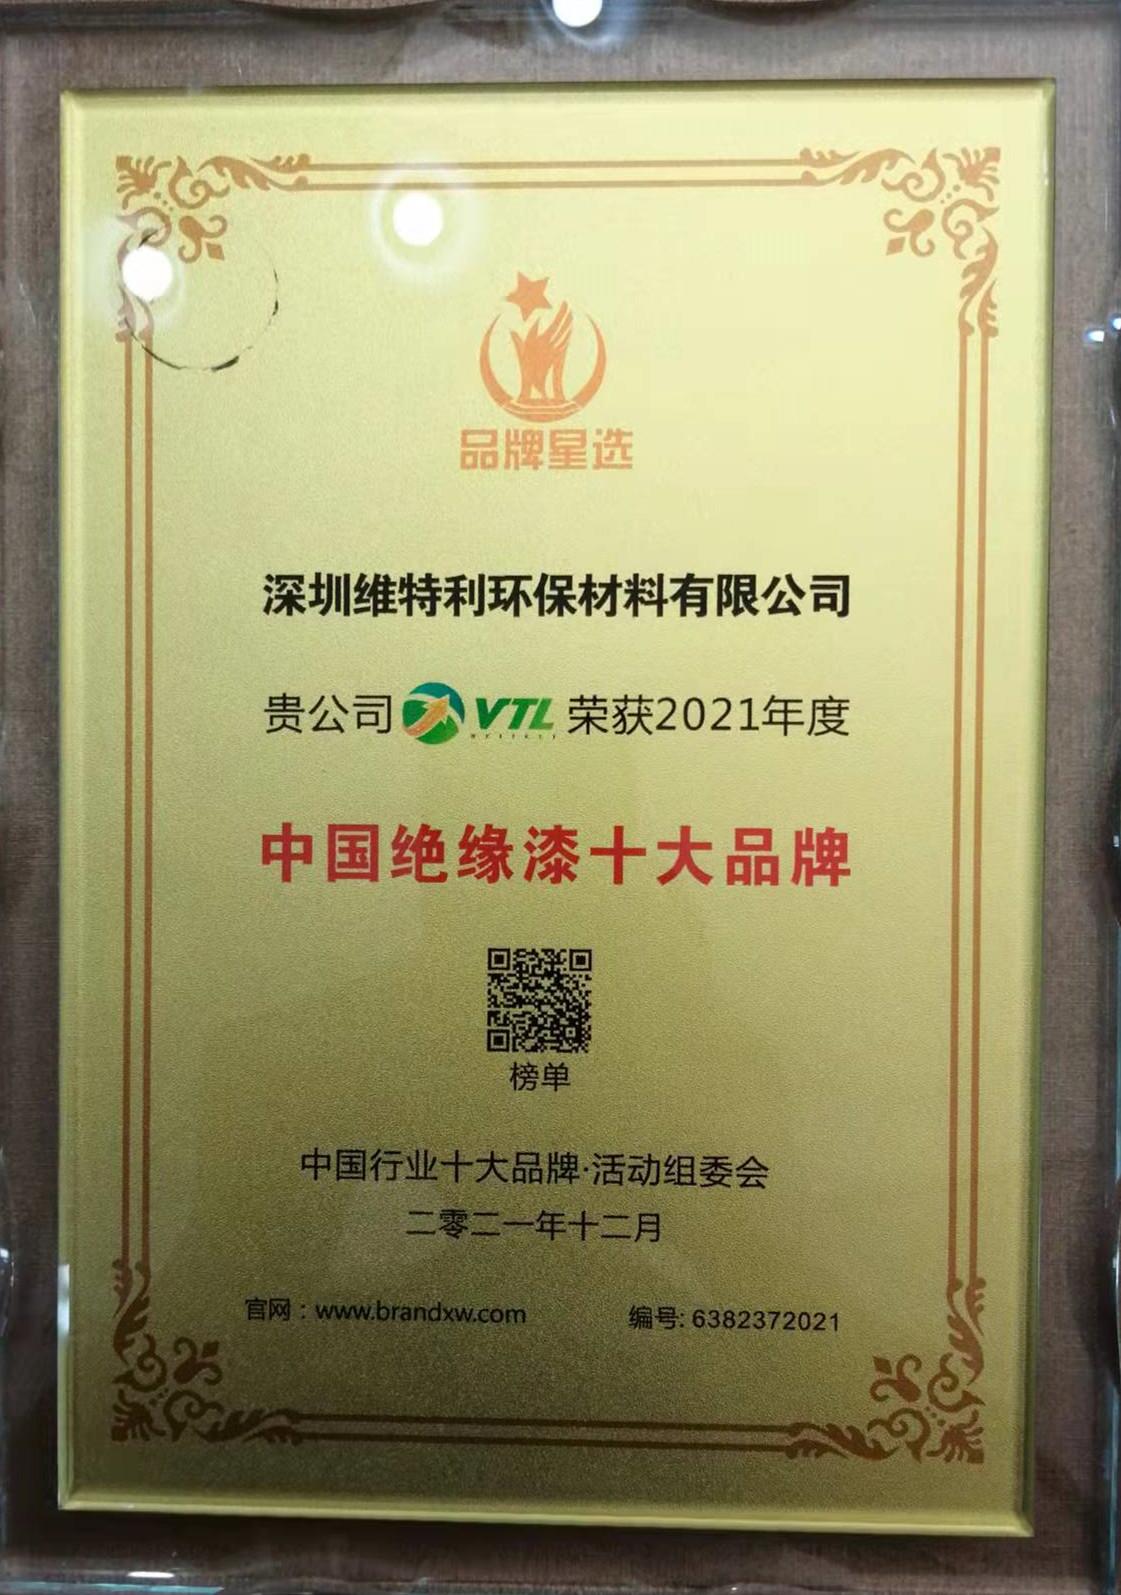 品牌星选
深圳维特利环保材料有限公司
贵公司 VTL 荣获2021年度
中国绝缘漆十大品牌
榜单
中国行业十大品牌·活动组委会
二零二一年十二月
官网：www.brandxw.com 编号: 6382372021